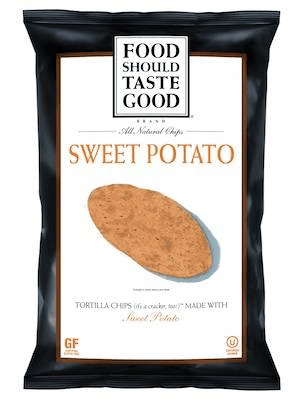 FOOD
SHOULD
TASTE
GOOD
®
BRAND
All Natural Chips
SWEET POTATO
TORTILLA CHIPS (it's a cracker, too!)™ MADE WITH
Sweet Potato
GF
U